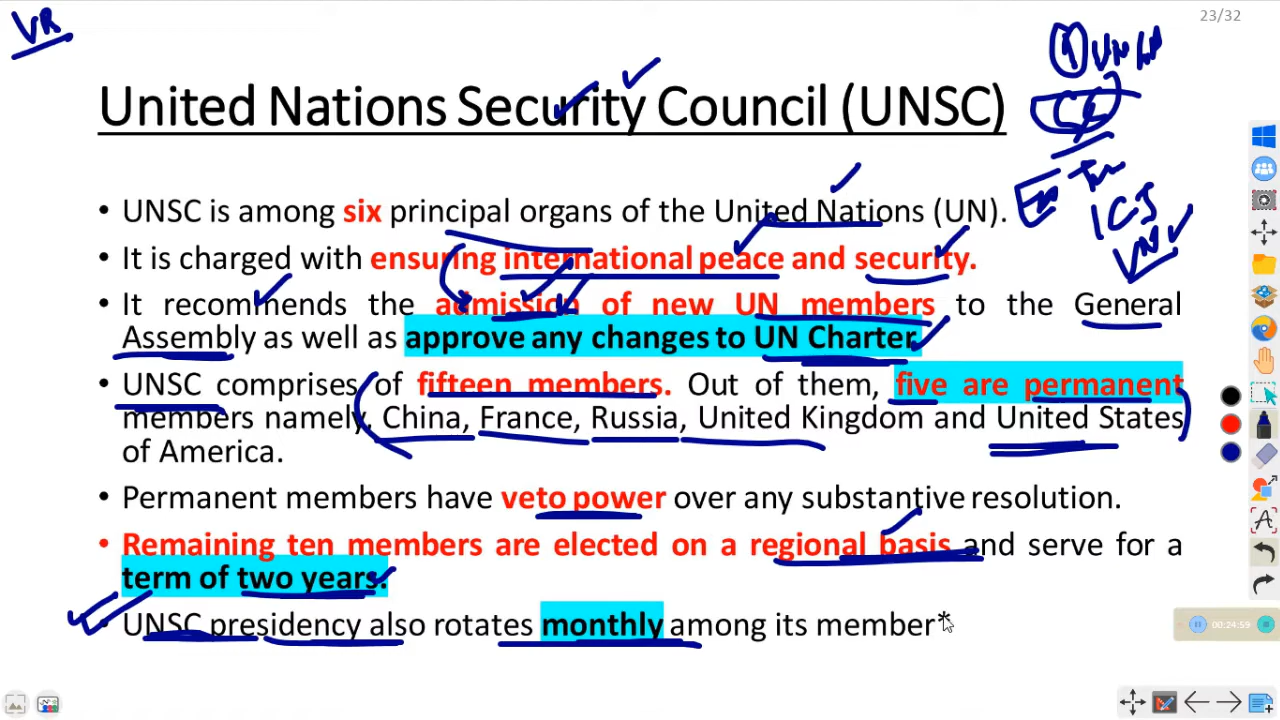 VR
23/32
United Nations Security Council (UNSC)
• UNSC is among six principal organs of the United Nations (UN).
• It is charged with ensuring international peace and security.
• It recommends the admission of new UN members to the General
Assembly as well as approve any changes to UN Charter.
• UNSC comprises of fifteen members. Out of them, five are permanent
members namely, China, France, Russia, United Kingdom and United States
of America.
• Permanent members have veto power over any substantive resolution.
• Remaining ten members are elected on a regional basis and serve for a
term of two years.
• UNSC presidency also rotates monthly among its member
ICJ
00:24:59